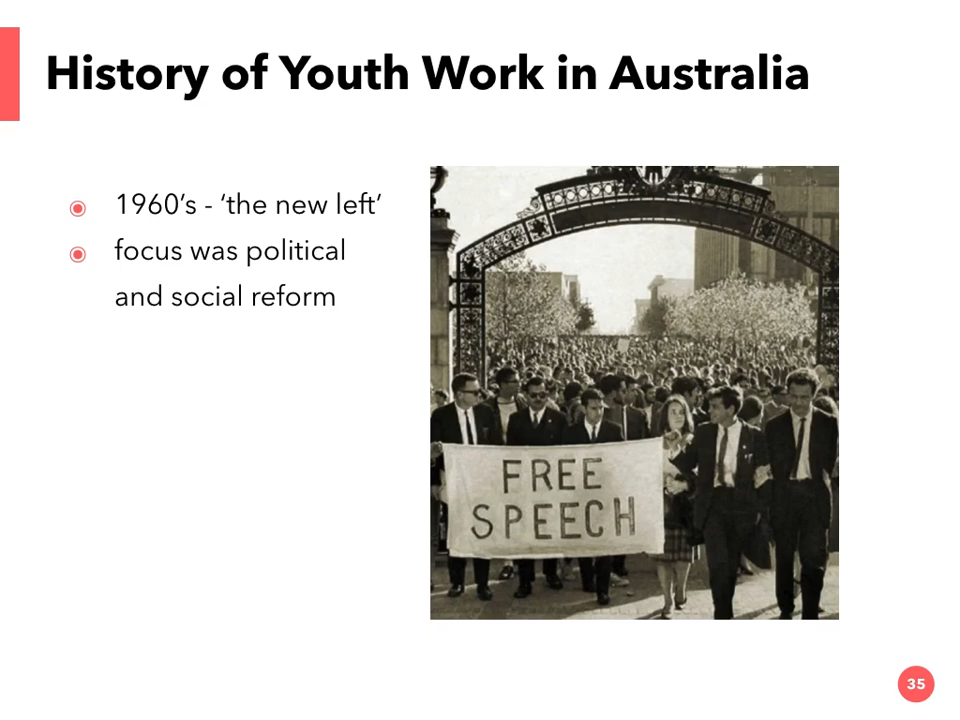 History of Youth Work in Australia
1960’s - ‘the new left’
focus was political
and social reform
FREE
SPEECH
35